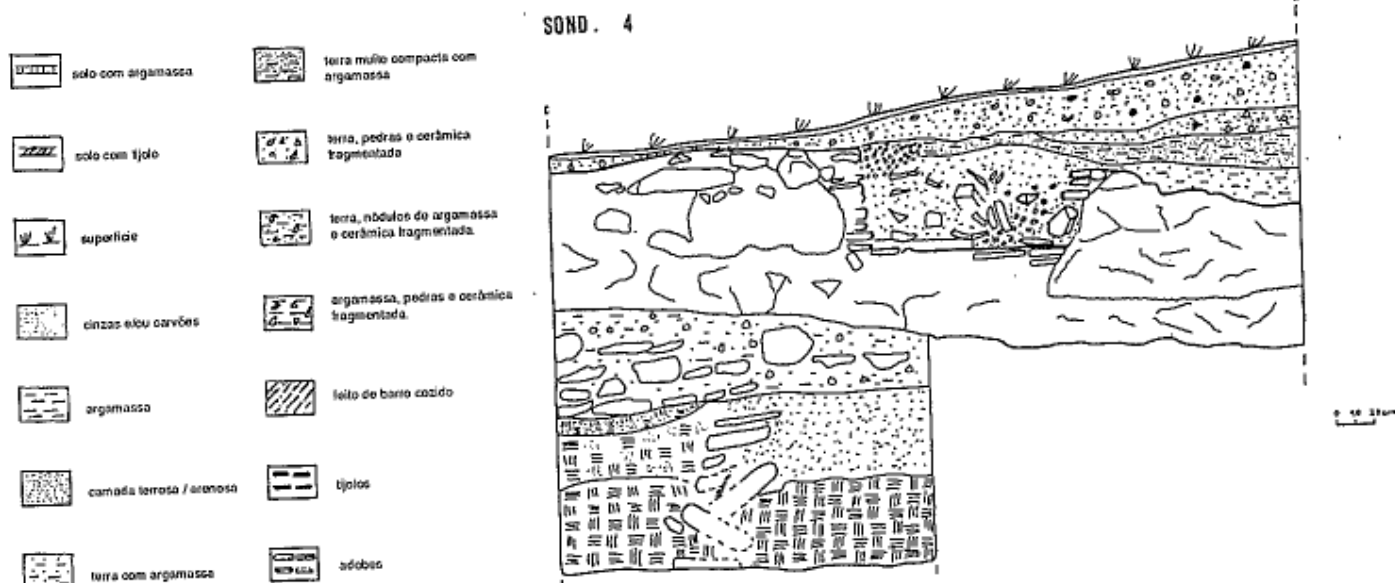 SOND. 4
solo com argamassa
solo com tijolo
superfície
cinzas e/ou carvões
argamassa
camada terrosa / arenosa
terra com argamassa
terra muito compacta com
argamassa
terra, pedras e cerâmica
fragmentada
terra, nódulos de argamassa
e cerâmica fragmentada.
argamassa, pedras e cerâmica
fragmentada.
leito de barro cozido
tijolos
adobes